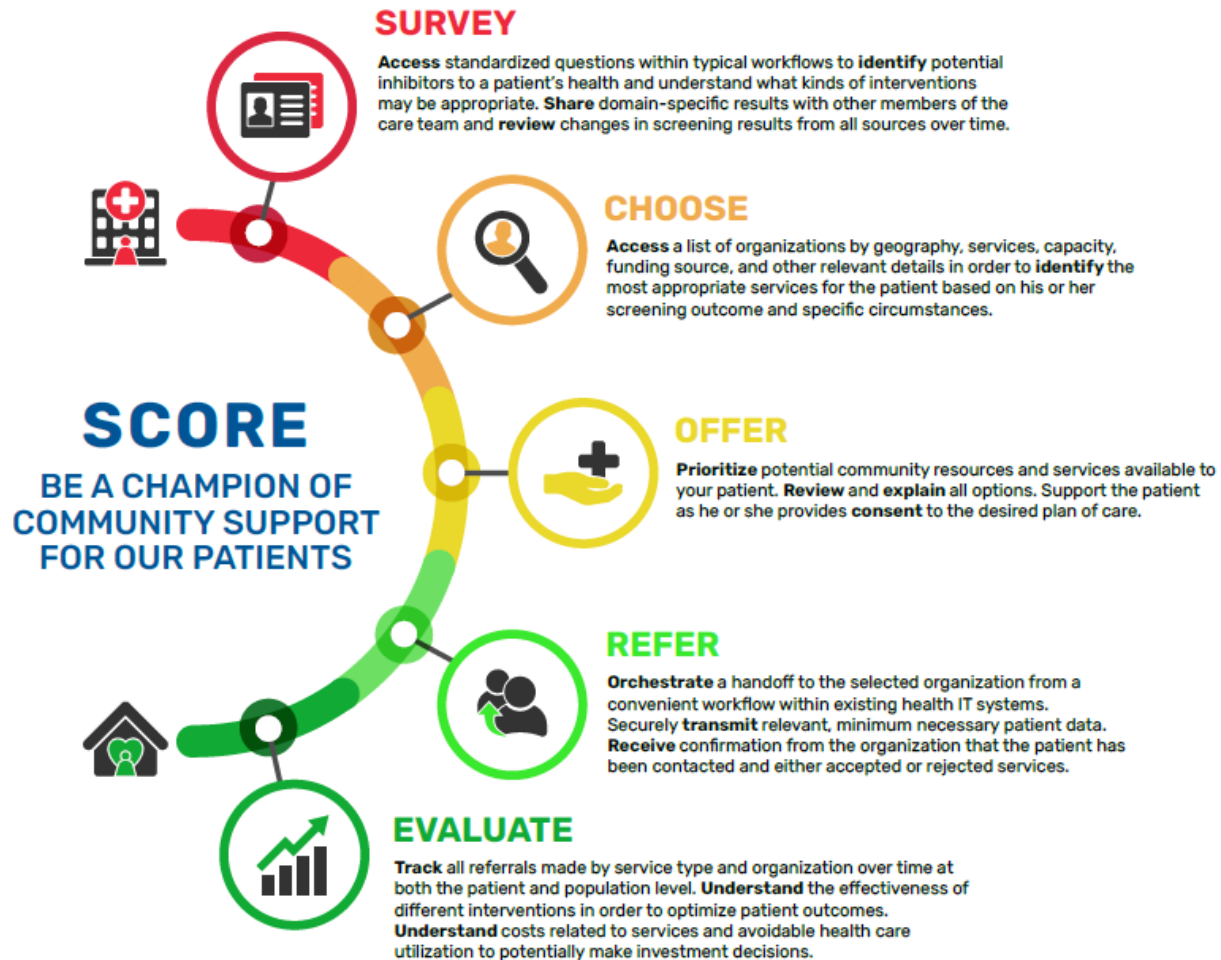 SURVEY
Access standardized questions within typical workflows to identify potential
inhibitors to a patient's health and understand what kinds of interventions
may be appropriate. Share domain-specific results with other members of the
care team and review changes in screening results from all sources over time.
CHOOSE
Access a list of organizations by geography, services, capacity,
funding source, and other relevant details in order to identify the
most appropriate services for the patient based on his or her
screening outcome and specific circumstances.
SCORE
BE A CHAMPION OF
COMMUNITY SUPPORT
FOR OUR PATIENTS
OFFER
Prioritize potential community resources and services available to
your patient. Review and explain all options. Support the patient
as he or she provides consent to the desired plan of care.
REFER
Orchestrate a handoff to the selected organization from a
convenient workflow within existing health IT systems.
Securely transmit relevant, minimum necessary patient data.
Receive confirmation from the organization that the patient has
been contacted and either accepted or rejected services.
EVALUATE
Track all referrals made by service type and organization over time at
both the patient and population level. Understand the effectiveness of
different interventions in order to optimize patient outcomes.
Understand costs related to services and avoidable health care
utilization to potentially make investment decisions.